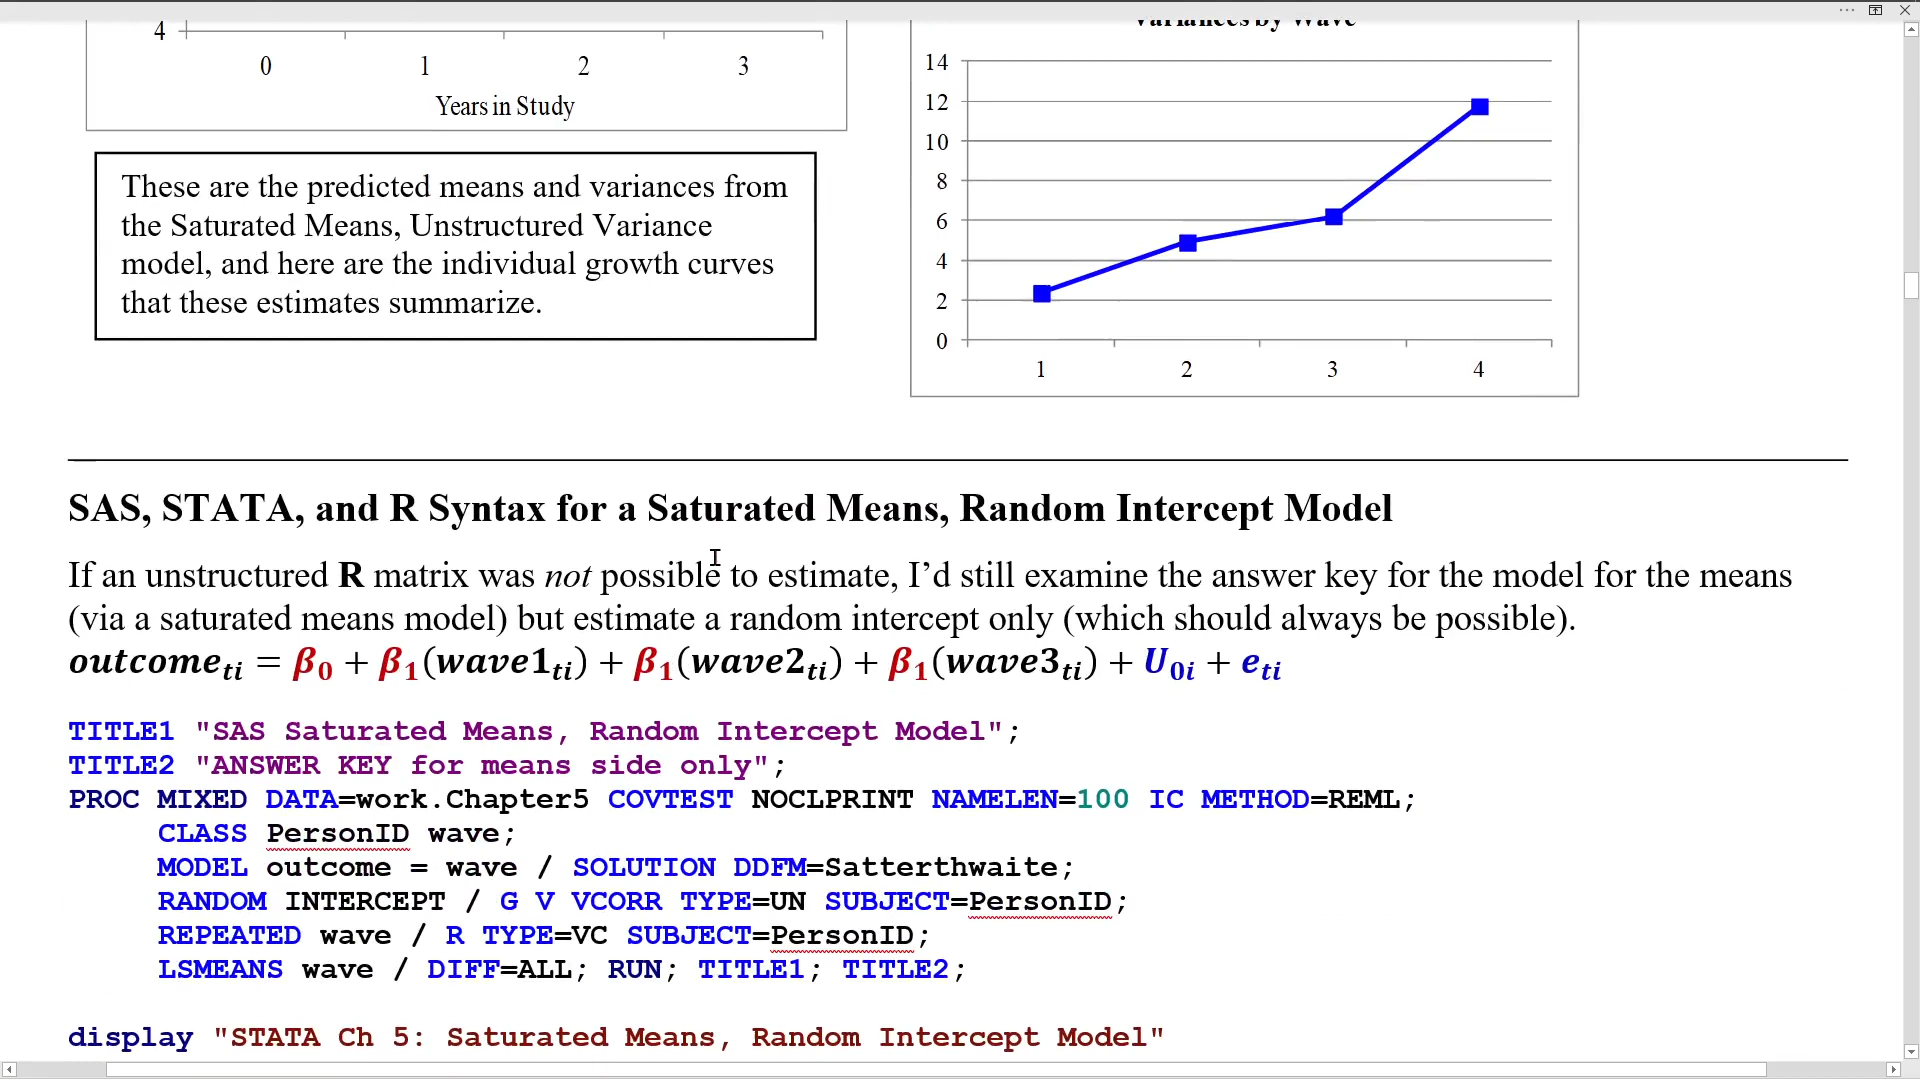 Variances by Wave
4
0 1 2 3
Years in Study
14
12
10
8
6
4
2
0
1 2 3 4
These are the predicted means and variances from
the Saturated Means, Unstructured Variance
model, and here are the individual growth curves
that these estimates summarize.
SAS, STATA, and R Syntax for a Saturated Means, Random Intercept Model
If an unstructured R matrix was not possible to estimate, I’d still examine the answer key for the model for the means
(via a saturated means model) but estimate a random intercept only (which should always be possible).
outcome_ti = β_0 + β_1(wave1_ti) + β_1(wave2_ti) + β_1(wave3_ti) + U_0i + e_ti
TITLE1 "SAS Saturated Means, Random Intercept Model";
TITLE2 "ANSWER KEY for means side only";
PROC MIXED DATA=work.Chapter5 COVTEST NOCLPRINT NAMELEN=100 IC METHOD=REML;
CLASS PersonID wave;
MODEL outcome = wave / SOLUTION DDFM=Satterthwaite;
RANDOM INTERCEPT / G V VCORR TYPE=UN SUBJECT=PersonID;
REPEATED wave / R TYPE=VC SUBJECT=PersonID;
LSMEANS wave / DIFF=ALL; RUN; TITLE1; TITLE2;
display "STATA Ch 5: Saturated Means, Random Intercept Model"